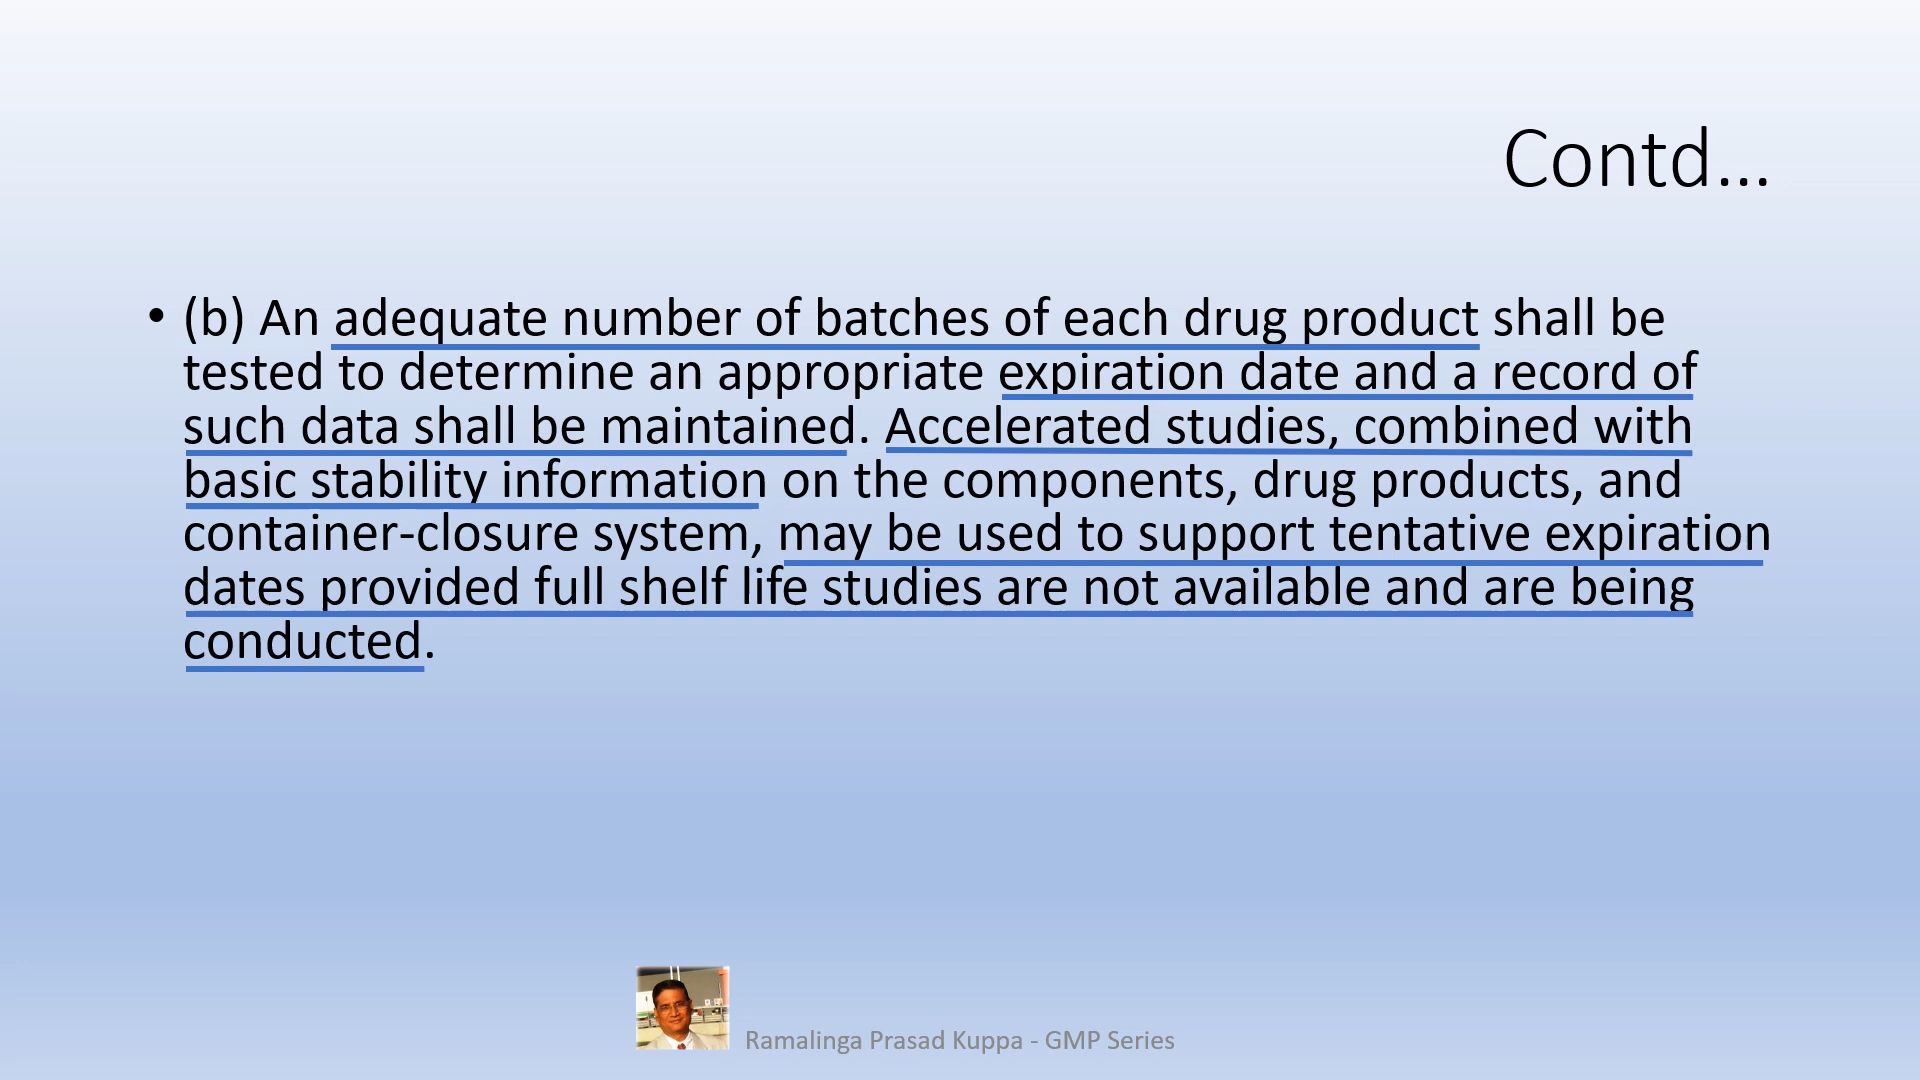 Contd...
• (b) An adequate number of batches of each drug product shall be
tested to determine an appropriate expiration date and a record of
such data shall be maintained. Accelerated studies, combined with
basic stability information on the components, drug products, and
container-closure system, may be used to support tentative expiration
dates provided full shelf life studies are not available and are being
conducted.
Ramalinga Prasad Kuppa - GMP Series